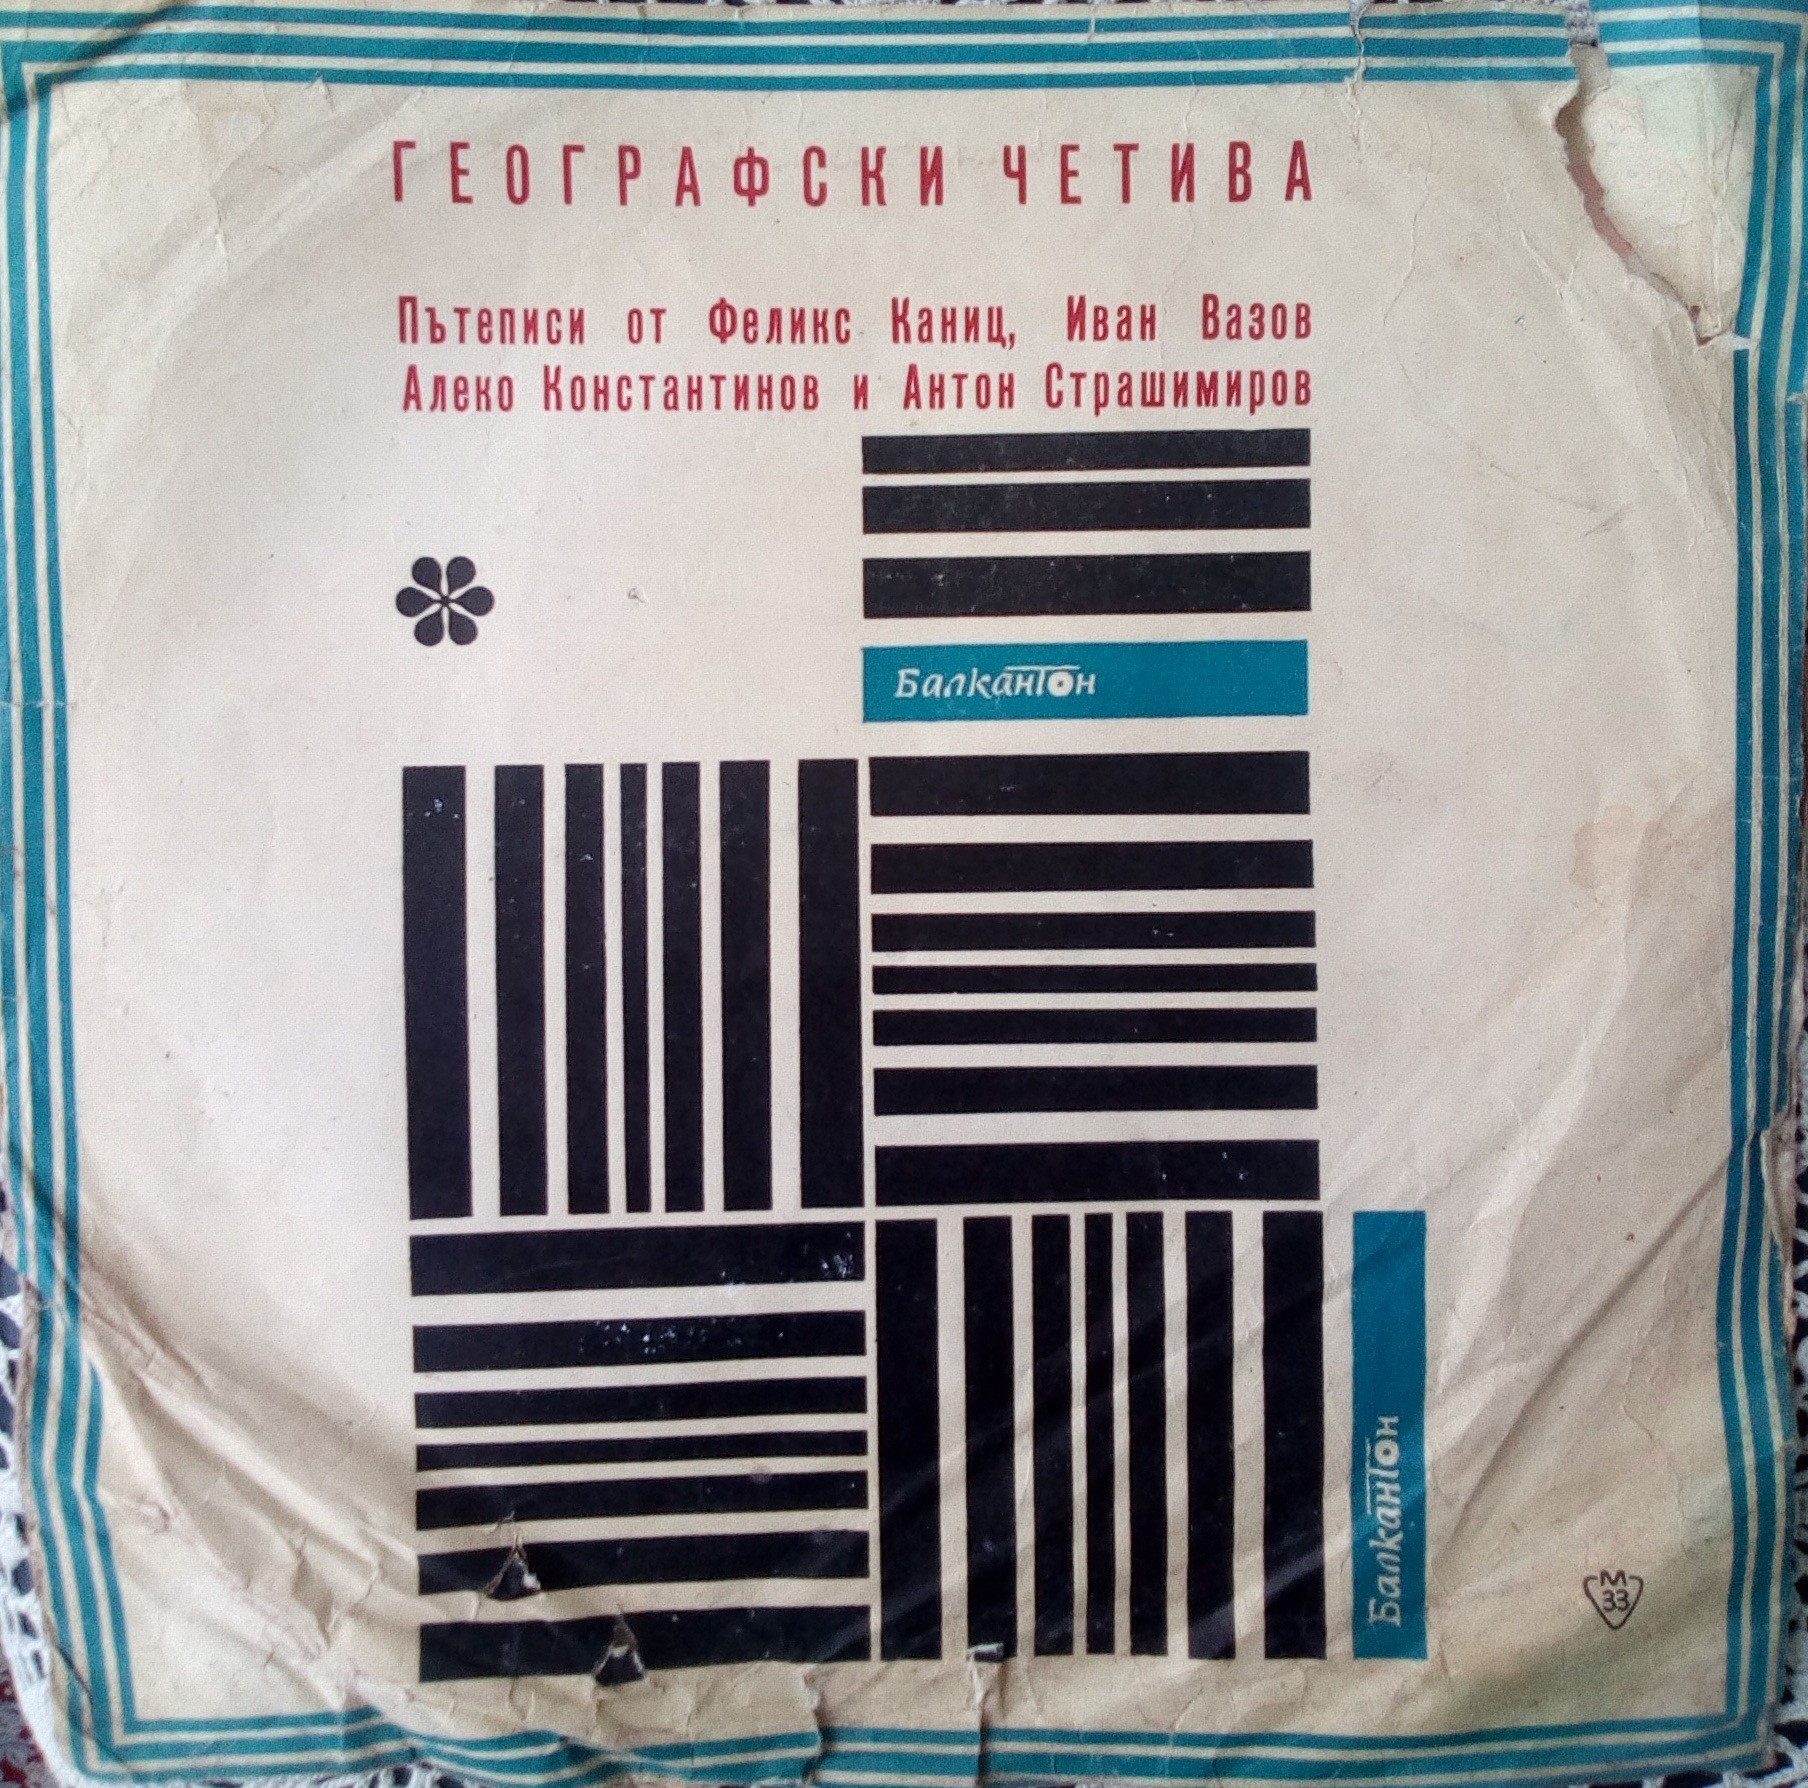 ГЕОГРАФСКИ ЧЕТИВА
Пътеписи от Феликс Каниц, Иван Вазов
Алеко Константинов и Антон Страшимиров
Балкантон
Балкантон
М
33